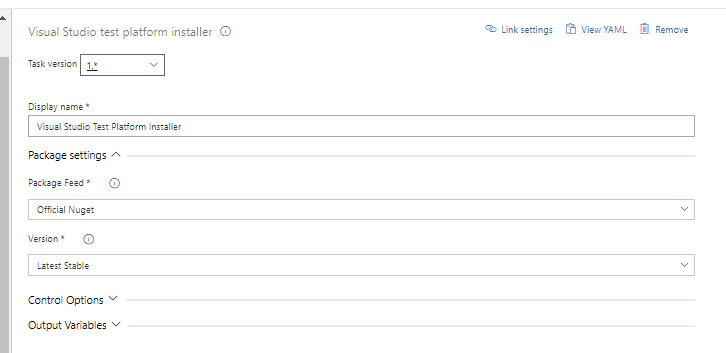 Visual Studio test platform installer
Link settings
View YAML
Remove
Task version 1.*
Display name *
Visual Studio Test Platform Installer
Package settings
Package Feed *
Official Nuget
Version *
Latest Stable
Control Options
Output Variables